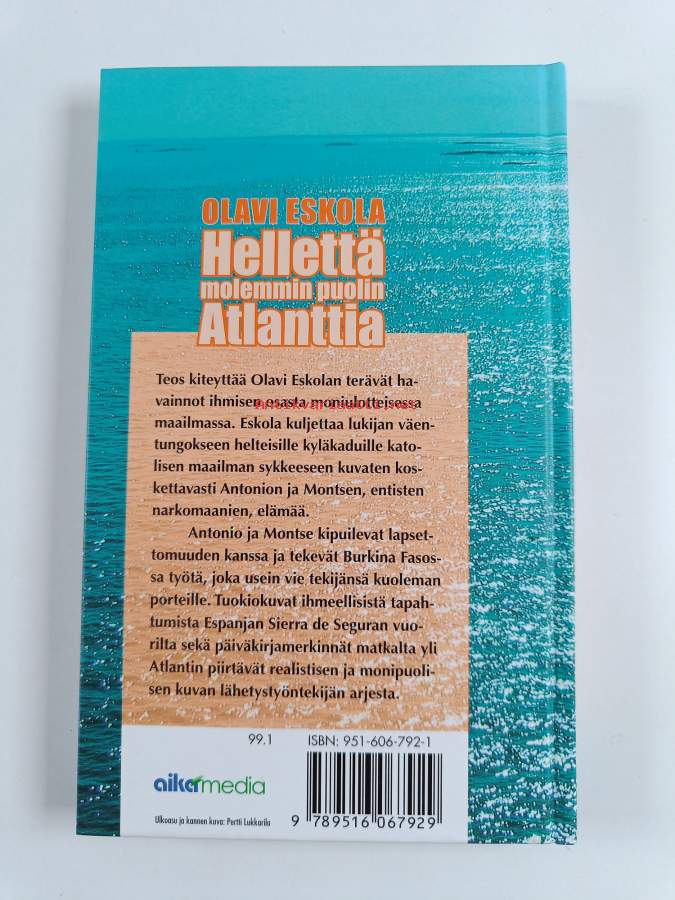 OLAVI ESKOLA
Hellettä
molemmin puolin
Atlanttia
Teos kiteyttää Olavi Eskolan terävät ha-
vainnot ihmisen osasta moniulotteisessa
maailmassa. Eskola kuljettaa lukijan väen-
tungokseen helteisille kyläkaduille kato-
lisen maailman sykkeeseen kuvaten kos-
kettavasti Antonion ja Montsen, entisten
narkomaanien, elämää.
Antonio ja Montse kipuilevat lapset-
tomuuden kanssa ja tekevät Burkina Fasos-
sa työtä, joka usein vie tekijänsä kuoleman
porteille. Tuokiokuvat ihmeellisistä tapah-
tumista Espanjan Sierra de Seguran vuo-
rilta sekä päiväkirjamerkinnät matkalta yli
Atlantin piirtävät realistisen ja monipuoli-
sen kuvan lähetystyöntekijän arjesta.
99.1 ISBN: 951-606-792-1
aikamedia
9 789516 067929
Ulkoasu ja kannen kuva: Pertti Lukkarila